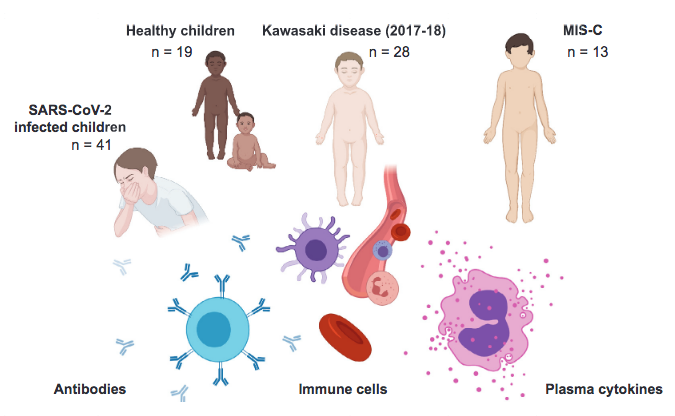 Healthy children
n = 19
Kawasaki disease (2017-18)
n = 28
MIS-C
n = 13
SARS-CoV-2
infected children
n = 41
Antibodies
Immune cells
Plasma cytokines